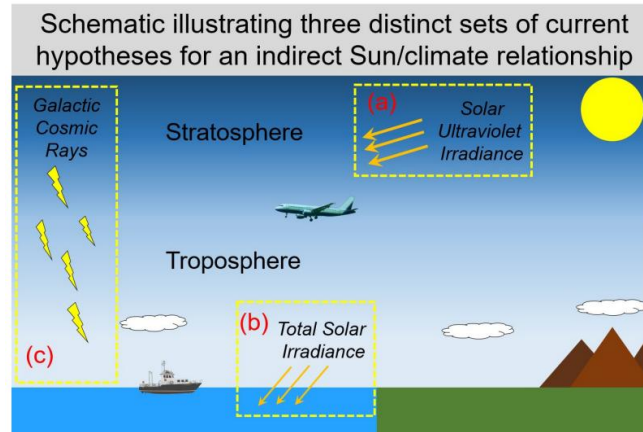 Schematic illustrating three distinct sets of current
hypotheses for an indirect Sun/climate relationship
Galactic
Cosmic
Rays
Stratosphere
(a)
Solar
Ultraviolet
Irradiance
Troposphere
(b)
Total Solar
Irradiance
(c)